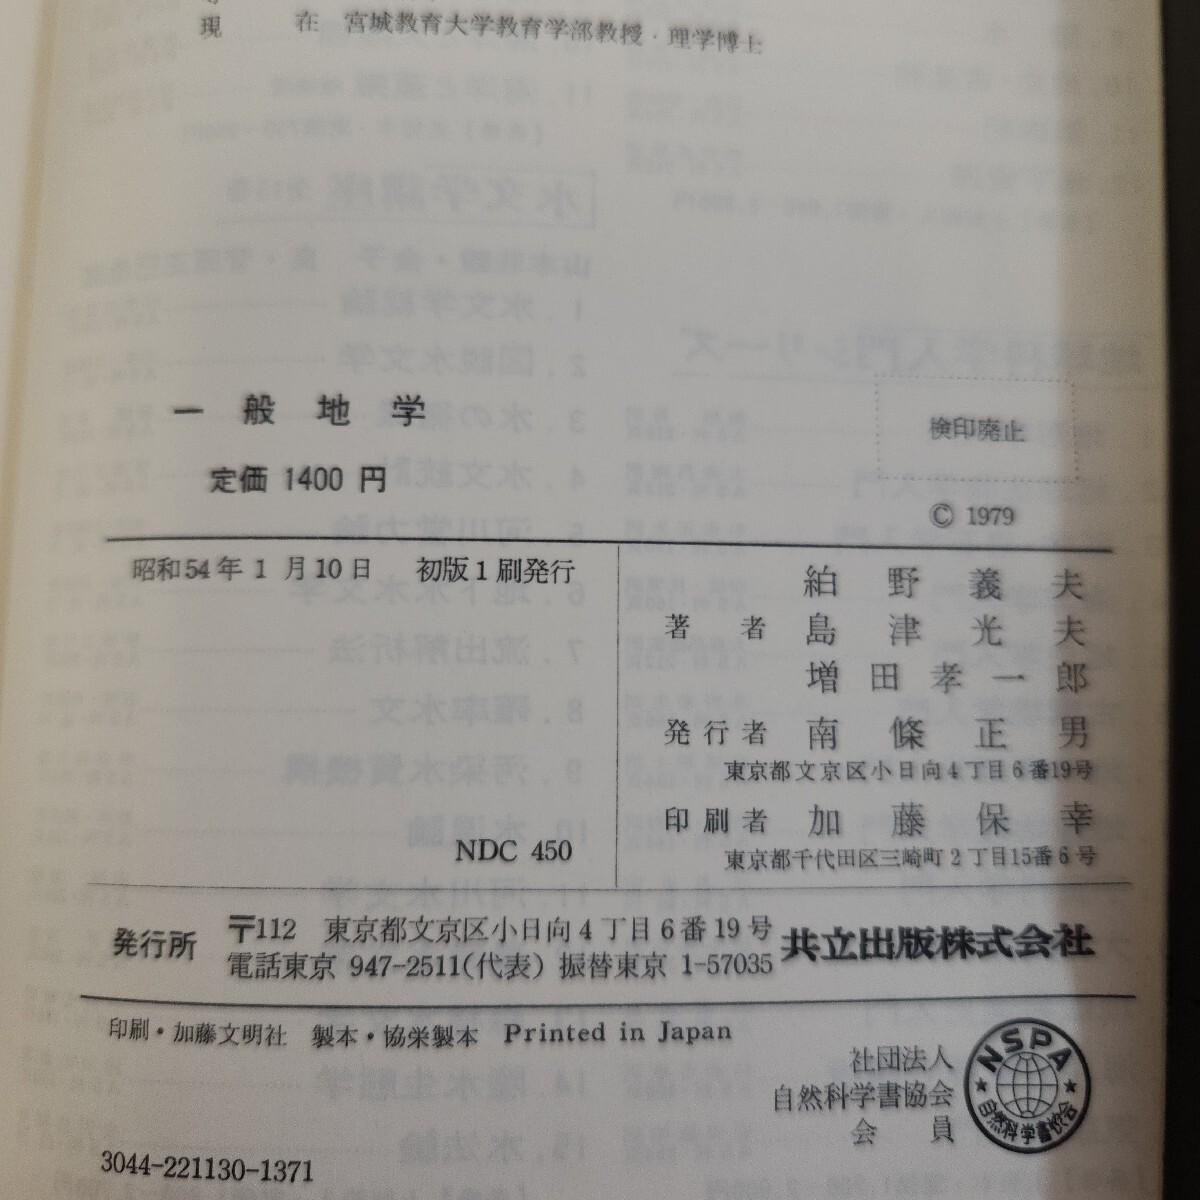 現　在　宮城教育大学教育学部教授・理学博士
一般地学
定価 1400 円
検印廃止
© 1979
昭和54年1月10日　初版1刷発行
著者
紺野義夫
島津光夫
増田孝一郎
発行者　南條正男
東京都文京区小日向4丁目6番19号
印刷者　加藤保幸
東京都千代田区三崎町2丁目15番6号
NDC 450
発行所
〒112　東京都文京区小日向4丁目6番19号
電話東京 947-2511(代表) 振替東京 1-57035
共立出版株式会社
印刷・加藤文明社　製本・協栄製本　Printed in Japan
社団法人
自然科学書協会
会員
NSPA
自然科学書協会
3044-221130-1371